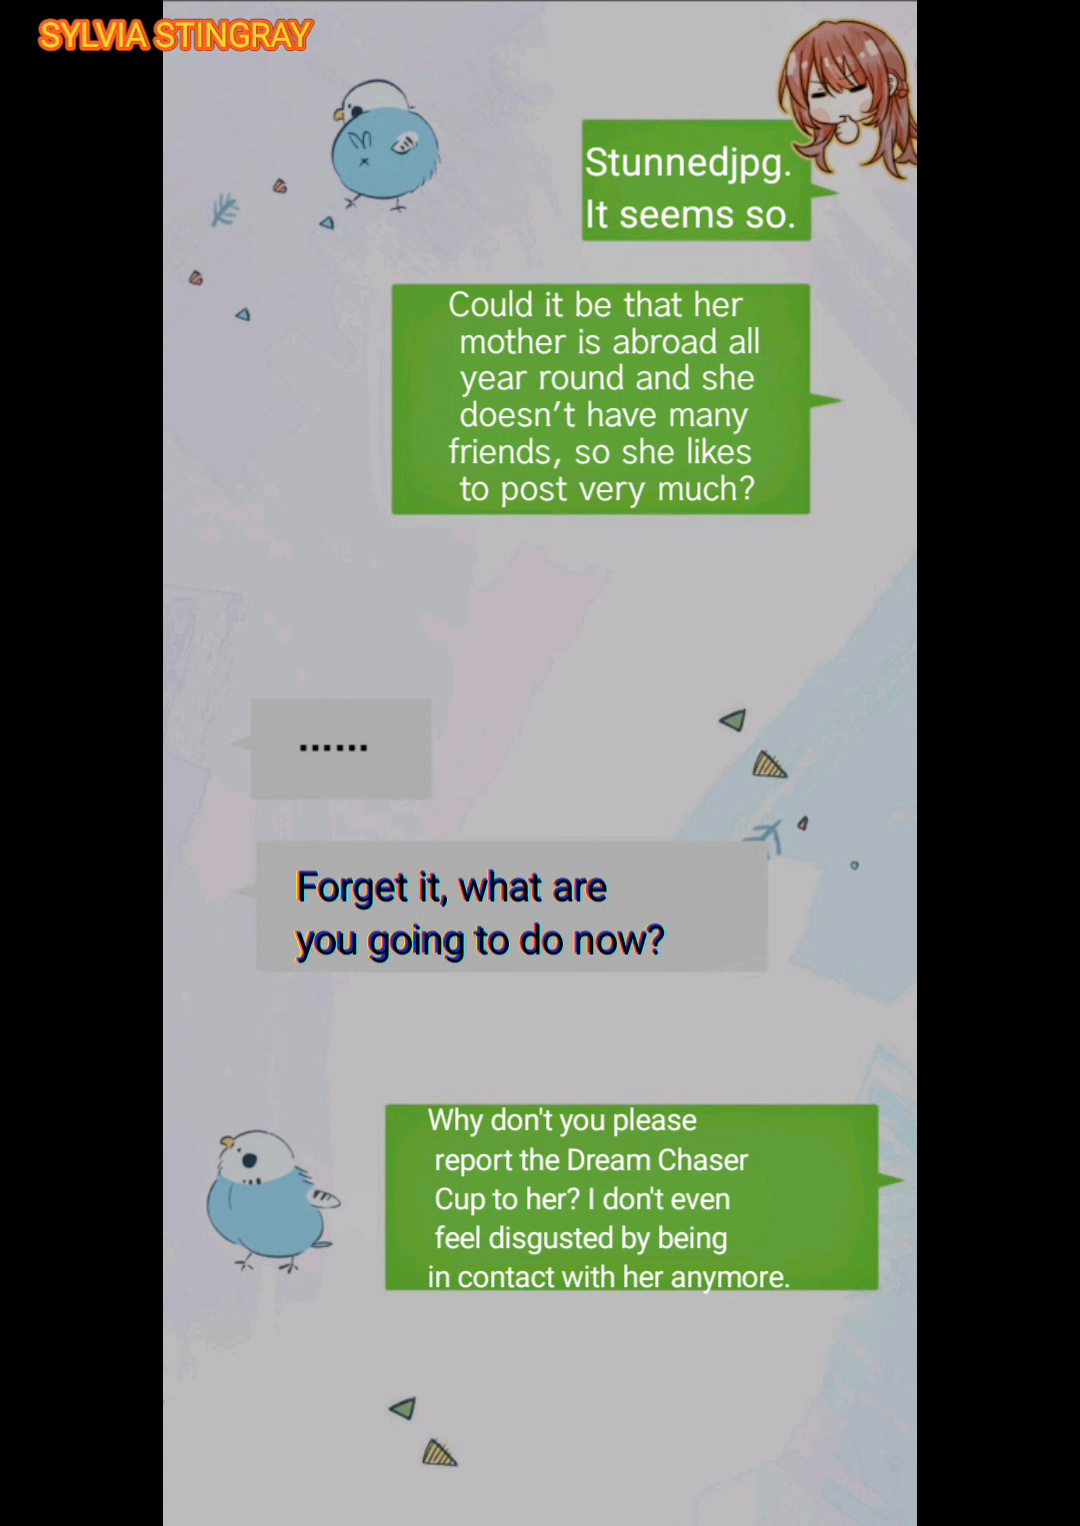 SYLVIA STINGRAY
Stunnedjpg.
It seems so.
Could it be that her
mother is abroad all
year round and she
doesn't have many
friends, so she likes
to post very much?
......
Forget it, what are
you going to do now?
Why don't you please
report the Dream Chaser
Cup to her? I don't even
feel disgusted by being
in contact with her anymore.